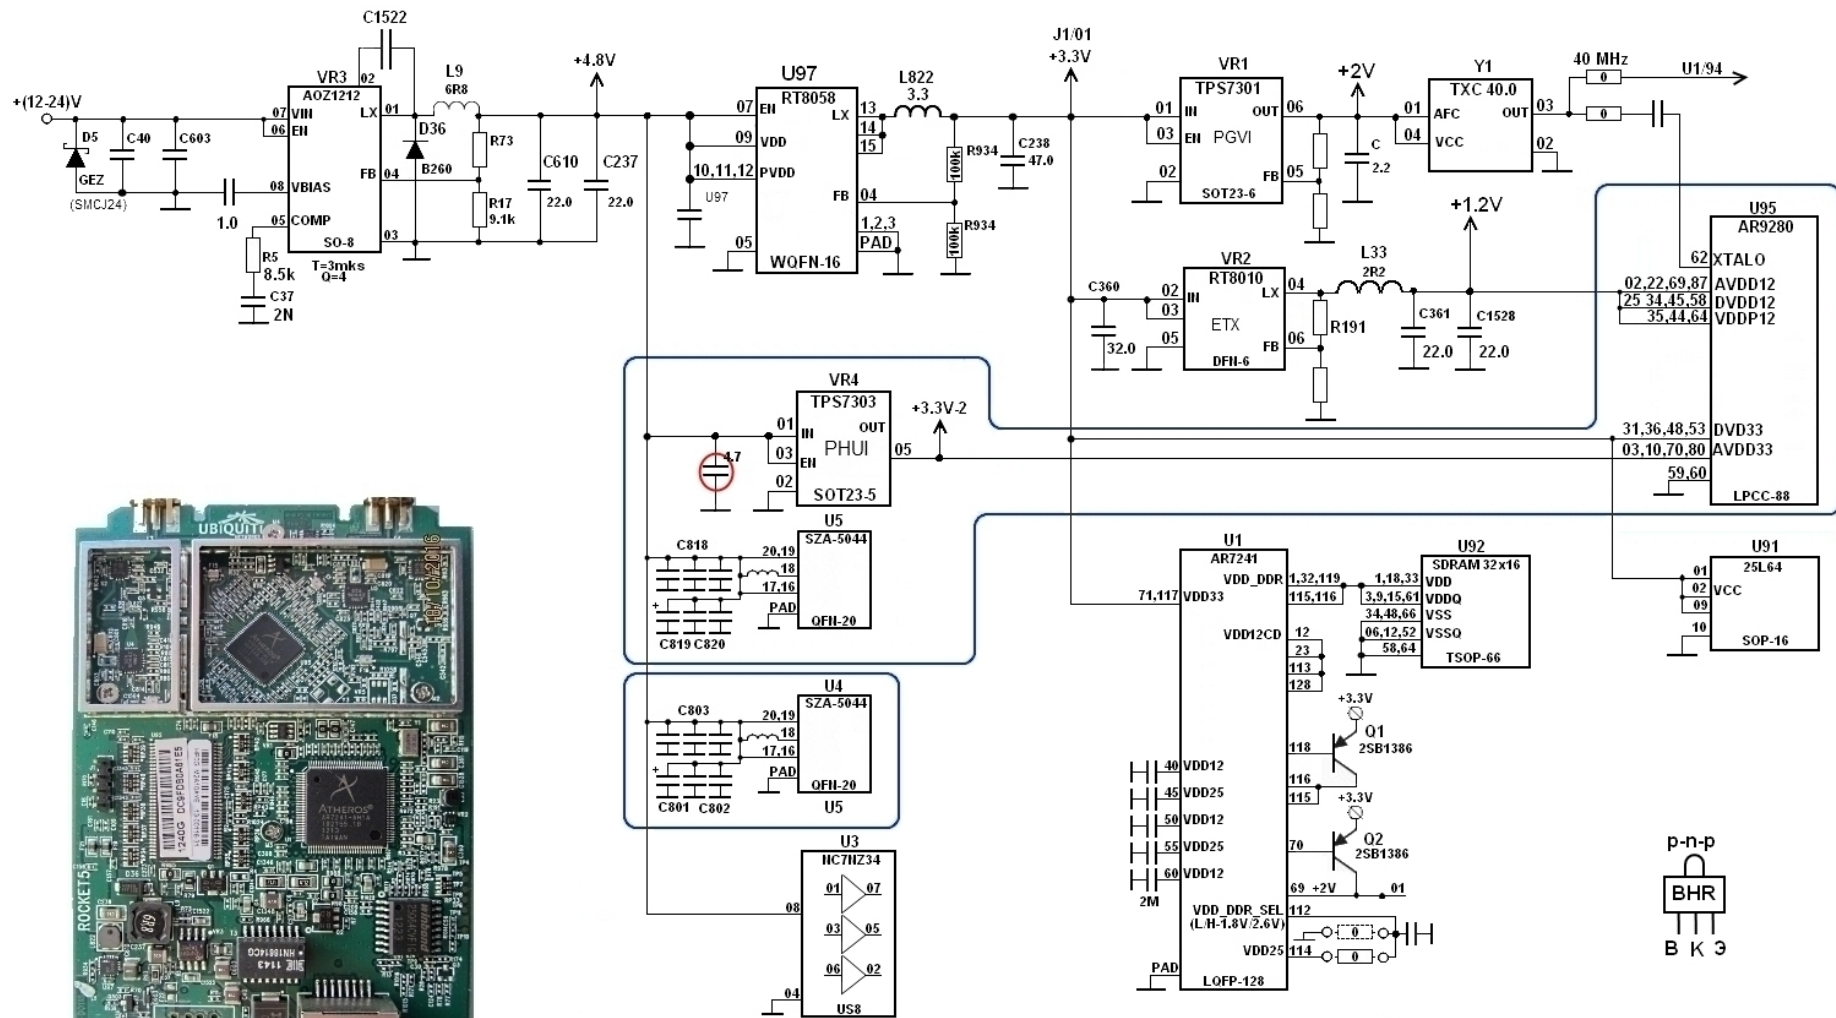 C1522
+(12-24)V
D5
GEZ
(SMCJ24)
C40
C603
1.0
VR3
02
AOZ1212
07 VIN
06 EN
LX 01
FB 04
08 VBIAS
05 COMP
03
SO-8
T=3mks
Q=4
R5
8.5k
C37
2N
L9
6R8
D36
B260
R73
R17
9.1k
+4.8V
C610
22.0
C237
22.0
U97
RT8058
07 EN
09 VDD
10,11,12 PVDD
U97
05
LX 13
14
15
FB 04
1,2,3
PAD
WQFN-16
L822
3.3
R934
100k
R934
100k
C238
47.0
J1/01
+3.3V
VR1
TPS7301
01 IN
03 EN
02
OUT 06
PGVI
FB 05
SOT23-6
+2V
C
2.2
Y1
TXC 40.0
01 AFC
04 VCC
OUT 03
02
40 MHz
0
U1/94
0
C360
32.0
VR2
RT8010
02 IN
03
05
LX 04
ETX
FB 06
DFN-6
L33
2R2
R191
C361
22.0
C1528
22.0
+1.2V
U95
AR9280
62 XTALO
02,22,69,87 AVDD12
25 34,45,58 DVDD12
35,44,64 VDDP12
31,36,48,53 DVD33
03,10,70,80 AVDD33
59,60
LPCC-88
VR4
TPS7303
01 IN
OUT
03 EN
PHUI
05
02
SOT23-5
4.7
+3.3V-2
U5
SZA-5044
C818
20,19
18
17,16
PAD
+
C819 C820
QFN-20
U4
SZA-5044
C803
20,19
18
17,16
PAD
+
C801 C802
QFN-20
U5
U3
NC7NZ34
08
01 07
03 05
06 02
04
US8
U1
AR7241
71,117 VDD33
VDD_DDR 1,32,119
115,116
VDD12CD 12
23
113
128
118
116
115
40 VDD12
45 VDD25
50 VDD12
55 VDD25
60 VDD12
2M
70
69 +2V 01
VDD_DDR_SEL 112
(L/H-1.8V/2.6V)
0
VDD25 114
0
PAD
LQFP-128
+3.3V
Q1
2SB1386
+3.3V
Q2
2SB1386
U92
SDRAM 32x16
1,18,33 VDD
3,9,15,61 VDDQ
34,48,66 VSS
06,12,52 VSSQ
58,64
TSOP-66
U91
25L64
01
02 VCC
09
10
SOP-16
p-n-p
BHR
В К Э
UBIQUITI
18/10/2016
1240G DC9FDB0A61E5
ATHEROS
AR7241-AH1A
TAIWAN
ROCKET5
6R8
1143
HN18614CG